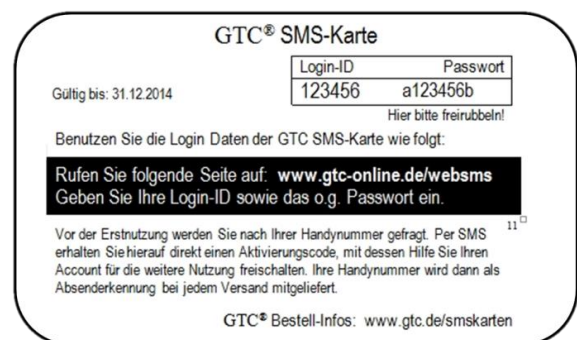 GTC® SMS-Karte
Login-ID Passwort
Gültig bis: 31.12.2014
123456 a123456b
Hier bitte freirubbeln!
Benutzen Sie die Login Daten der GTC SMS-Karte wie folgt:
Rufen Sie folgende Seite auf: www.gtc-online.de/websms
Geben Sie Ihre Login-ID sowie das o.g. Passwort ein.
11
Vor der Erstnutzung werden Sie nach Ihrer Handynummer gefragt. Per SMS
erhalten Sie hierauf direkt einen Aktivierungscode, mit dessen Hilfe Sie Ihren
Account für die weitere Nutzung freischalten. Ihre Handynummer wird dann als
Absenderkennung bei jedem Versand mitgeliefert.
GTC® Bestell-Infos: www.gtc.de/smskarten